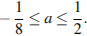 −1/8 ≤ a ≤ 1/2.